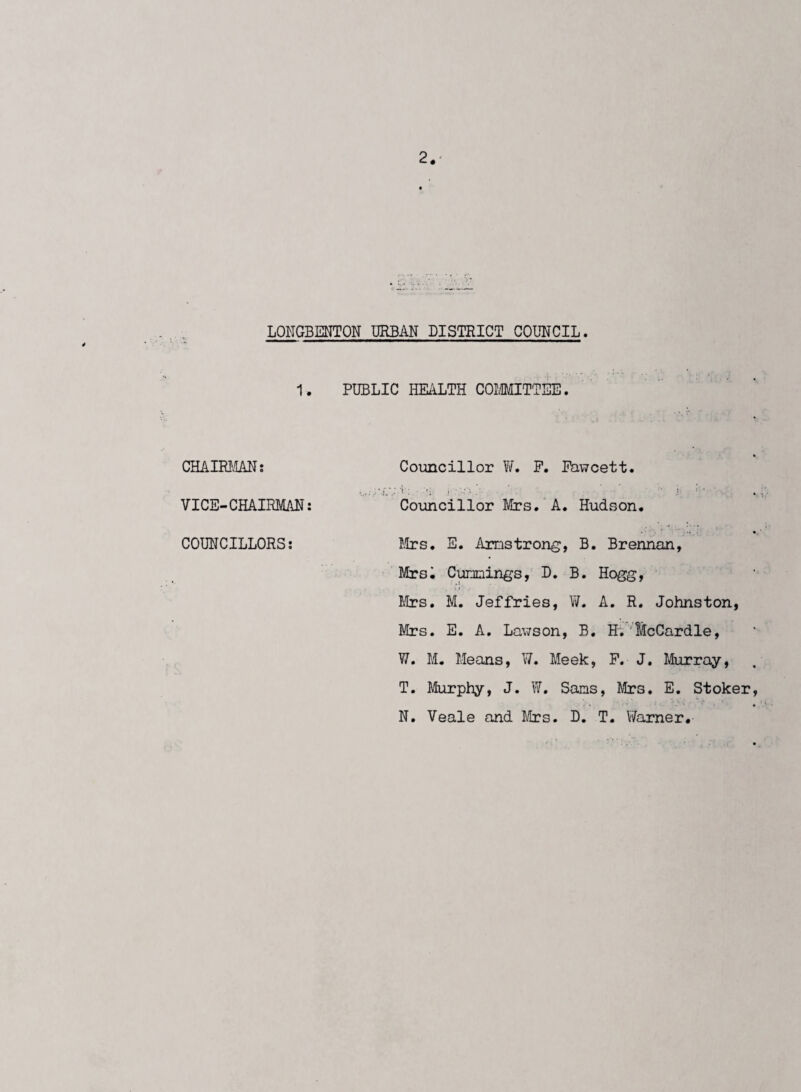 2.
LONGBENTON URBAN DISTRICT COUNCIL.
1. PUBLIC HEALTH COMMITTEE.
CHAIRMAN: Councillor W. F. Fawcett.
VICE-CHAIRMAN: Councillor Mrs. A. Hudson.
COUNCILLORS: Mrs. E. Armstrong, B. Brennan,
Mrs. Cummings, D. B. Hogg,
Mrs. M. Jeffries, W. A. R. Johnston,
Mrs. E. A. Lawson, B. H. McCardle,
W. M. Means, W. Meek, F. J. Murray,
T. Murphy, J. W. Sams, Mrs. E. Stoker,
N. Veale and Mrs. D. T. Warner.